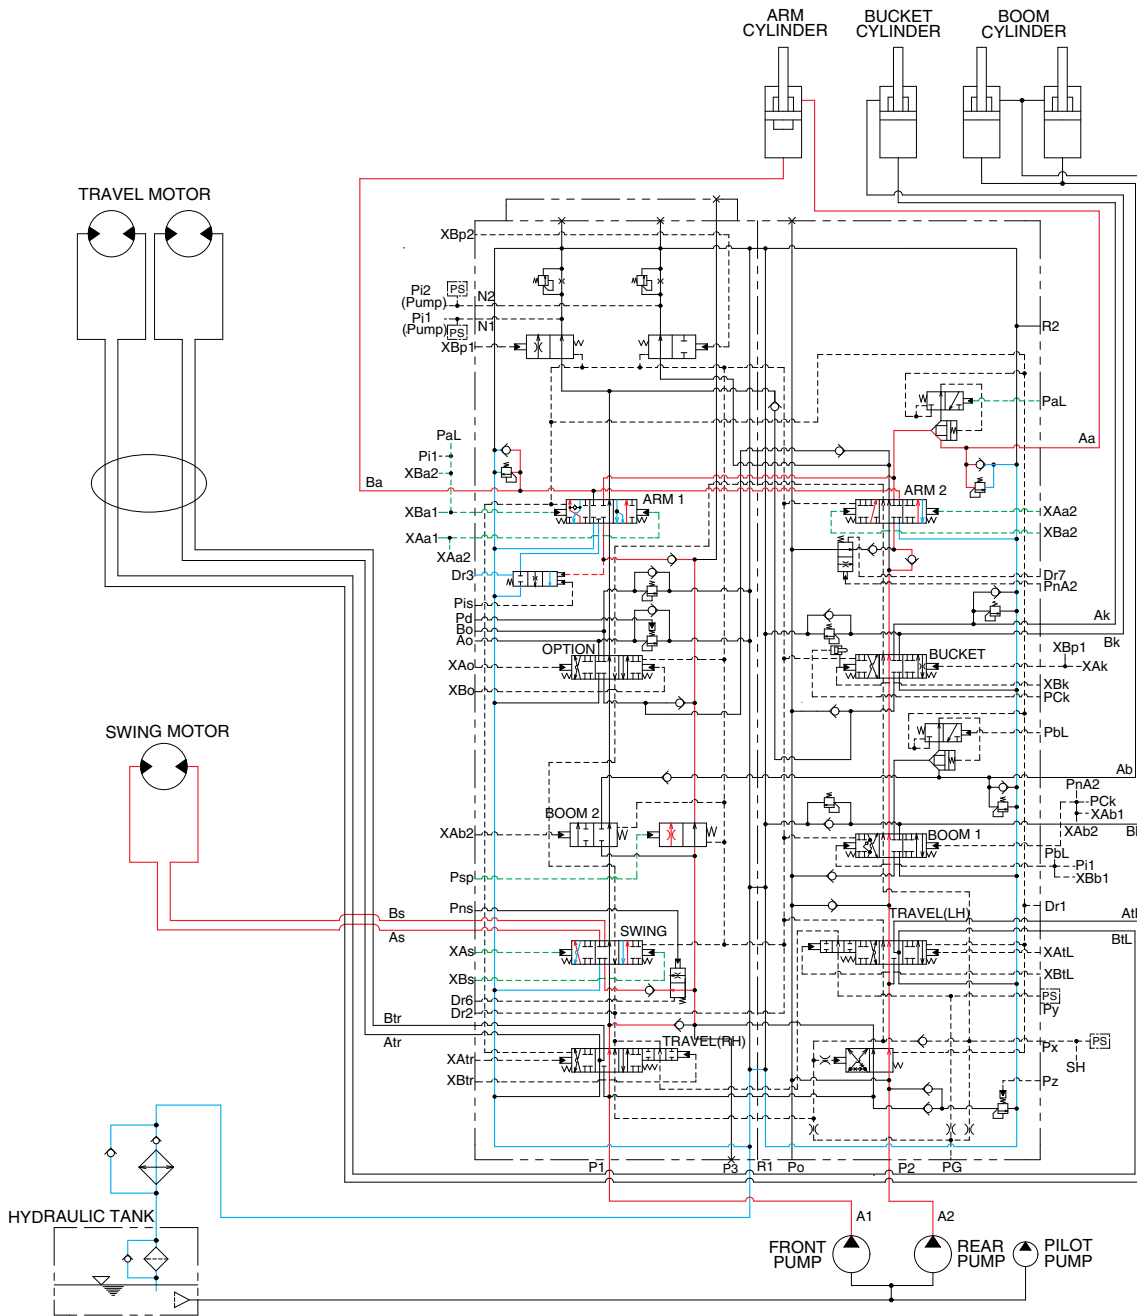 ARM
CYLINDER
BUCKET
CYLINDER
BOOM
CYLINDER
TRAVEL MOTOR
XBp2
Pi2
(Pump)
PS
N2
Pi1
(Pump)
PS
N1
XBp1
R2
PaL
Aa
PaL
Pi1
XBa2
Ba
XBa1
XAa1
XAa2
ARM 1
ARM 2
XAa2
XBa2
Dr3
Pis
Pd
Bo
Ao
Dr7
PnA2
Ak
Bk
OPTION
XAo
XBo
BUCKET
XBp1
XAk
XBk
PCk
SWING MOTOR
PbL
Ab
PnA2
PCk
XAb1
XAb2
BOOM 2
XAb2
BOOM 1
PbL
Pi1
XBb1
Psp
Pns
Bs
As
SWING
XAs
XBs
Dr6
Dr2
TRAVEL(LH)
Dr1
BtL
XAtL
XBtL
PS
Py
Btr
Atr
TRAVEL(RH)
XAtr
XBtr
Px
PS
SH
Pz
P1
P3
R1
Po
P2
PG
HYDRAULIC TANK
A1
A2
FRONT
PUMP
REAR
PUMP
PILOT
PUMP